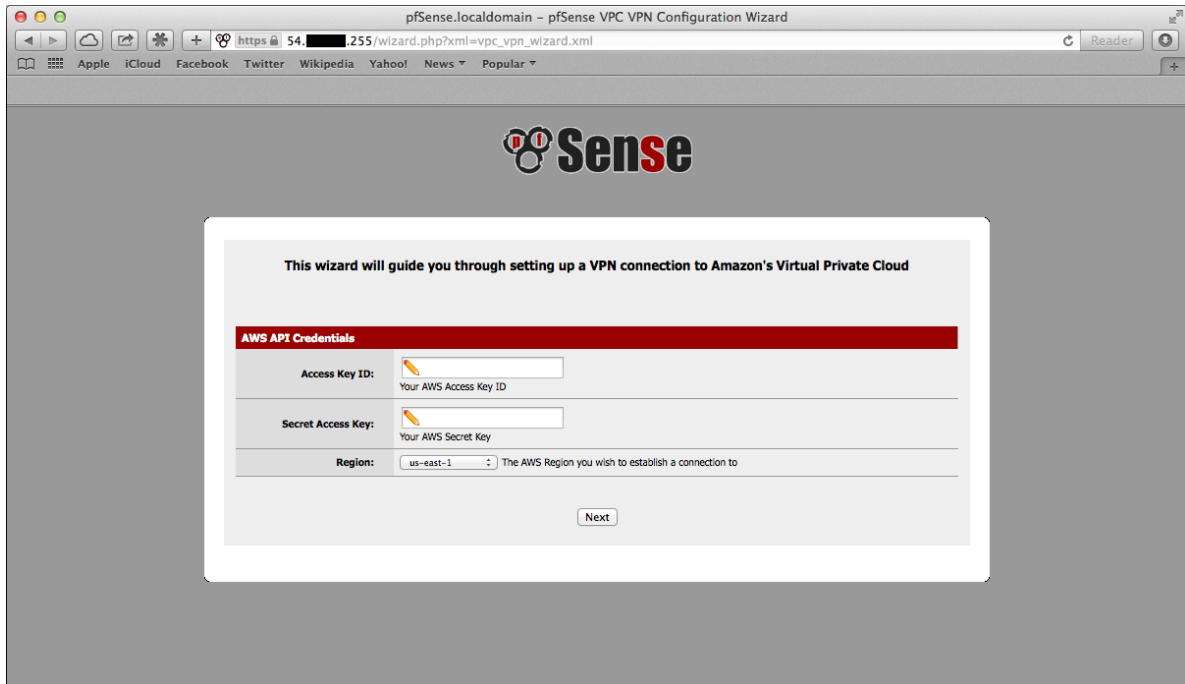 pfSense.localdomain – pfSense VPC VPN Configuration Wizard
https 54. .255/wizard.php?xml=vpc_vpn_wizard.xml
Reader
Apple iCloud Facebook Twitter Wikipedia Yahoo! News Popular
pf Sense
This wizard will guide you through setting up a VPN connection to Amazon's Virtual Private Cloud
AWS API Credentials
Access Key ID:
Your AWS Access Key ID
Secret Access Key:
Your AWS Secret Key
Region: us-east-1 The AWS Region you wish to establish a connection to
Next